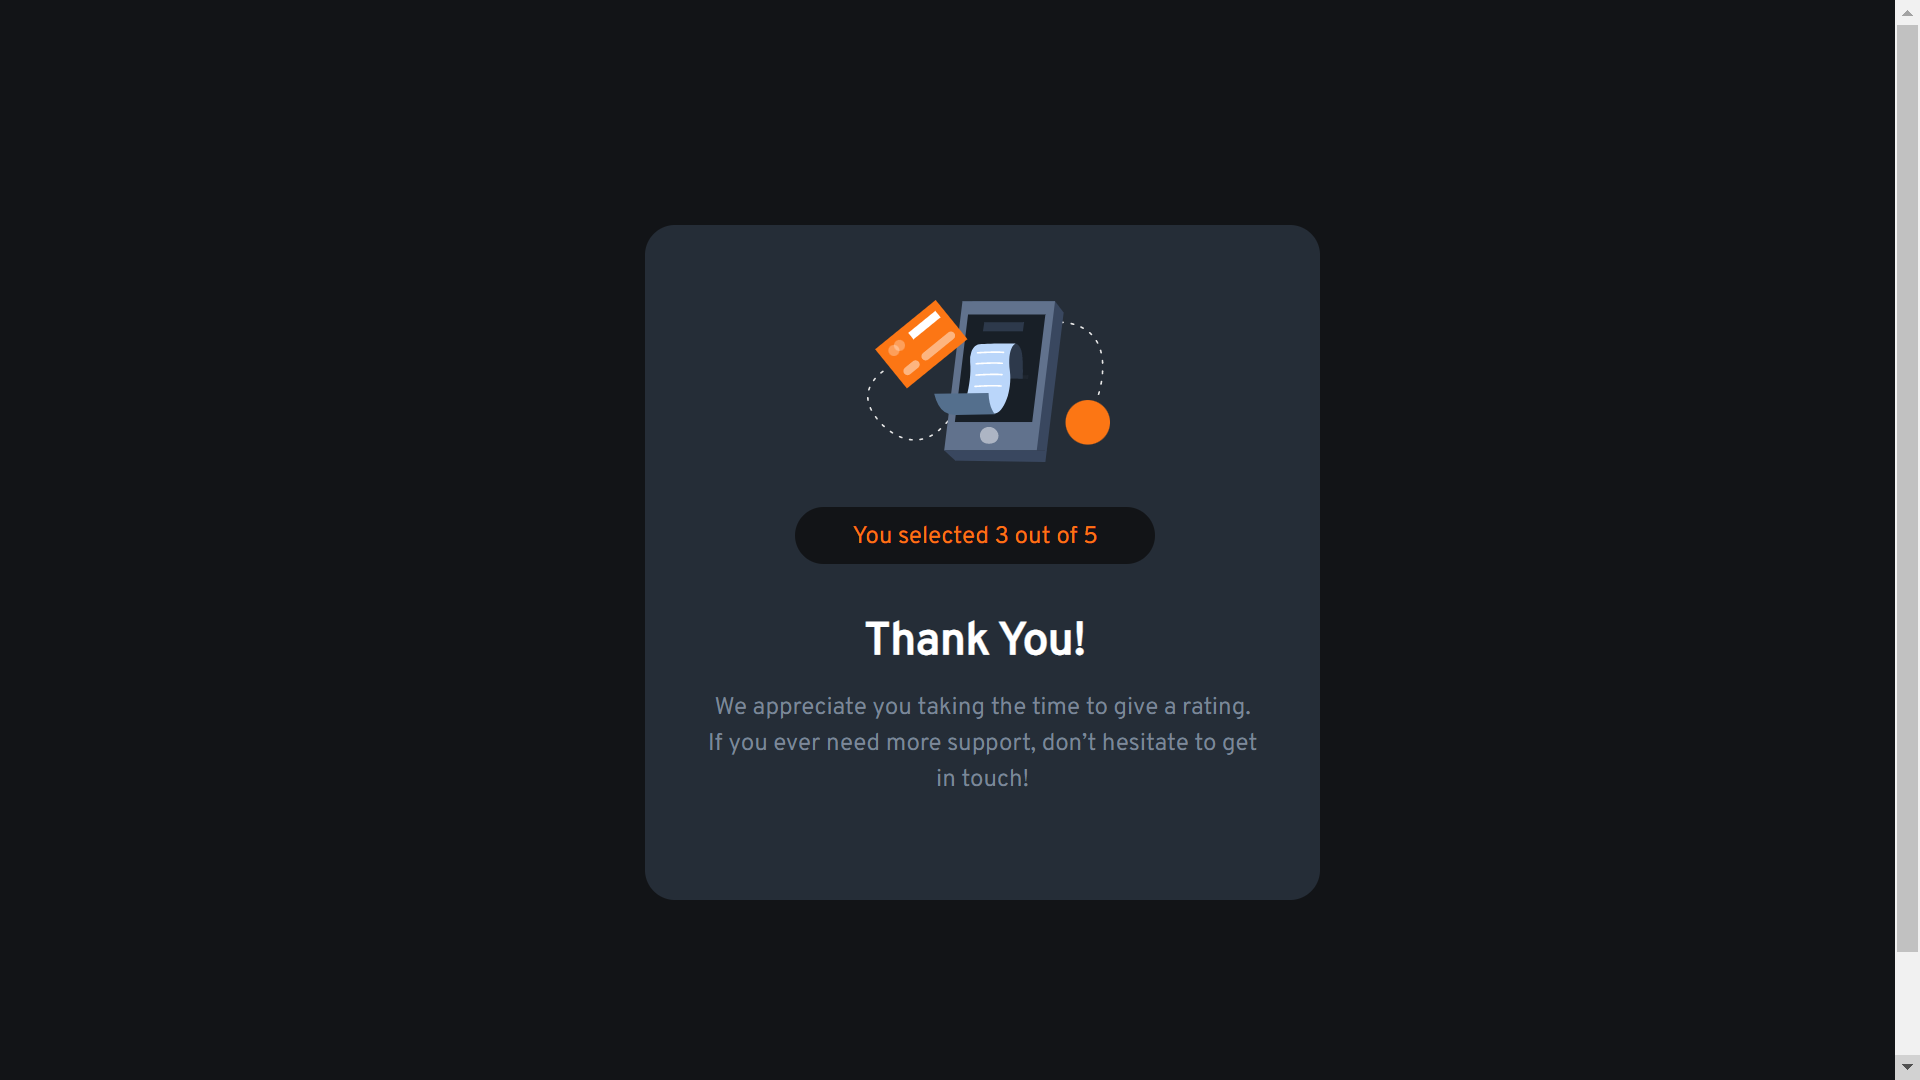 You selected 3 out of 5
Thank You!
We appreciate you taking the time to give a rating.
If you ever need more support, don’t hesitate to get
in touch!